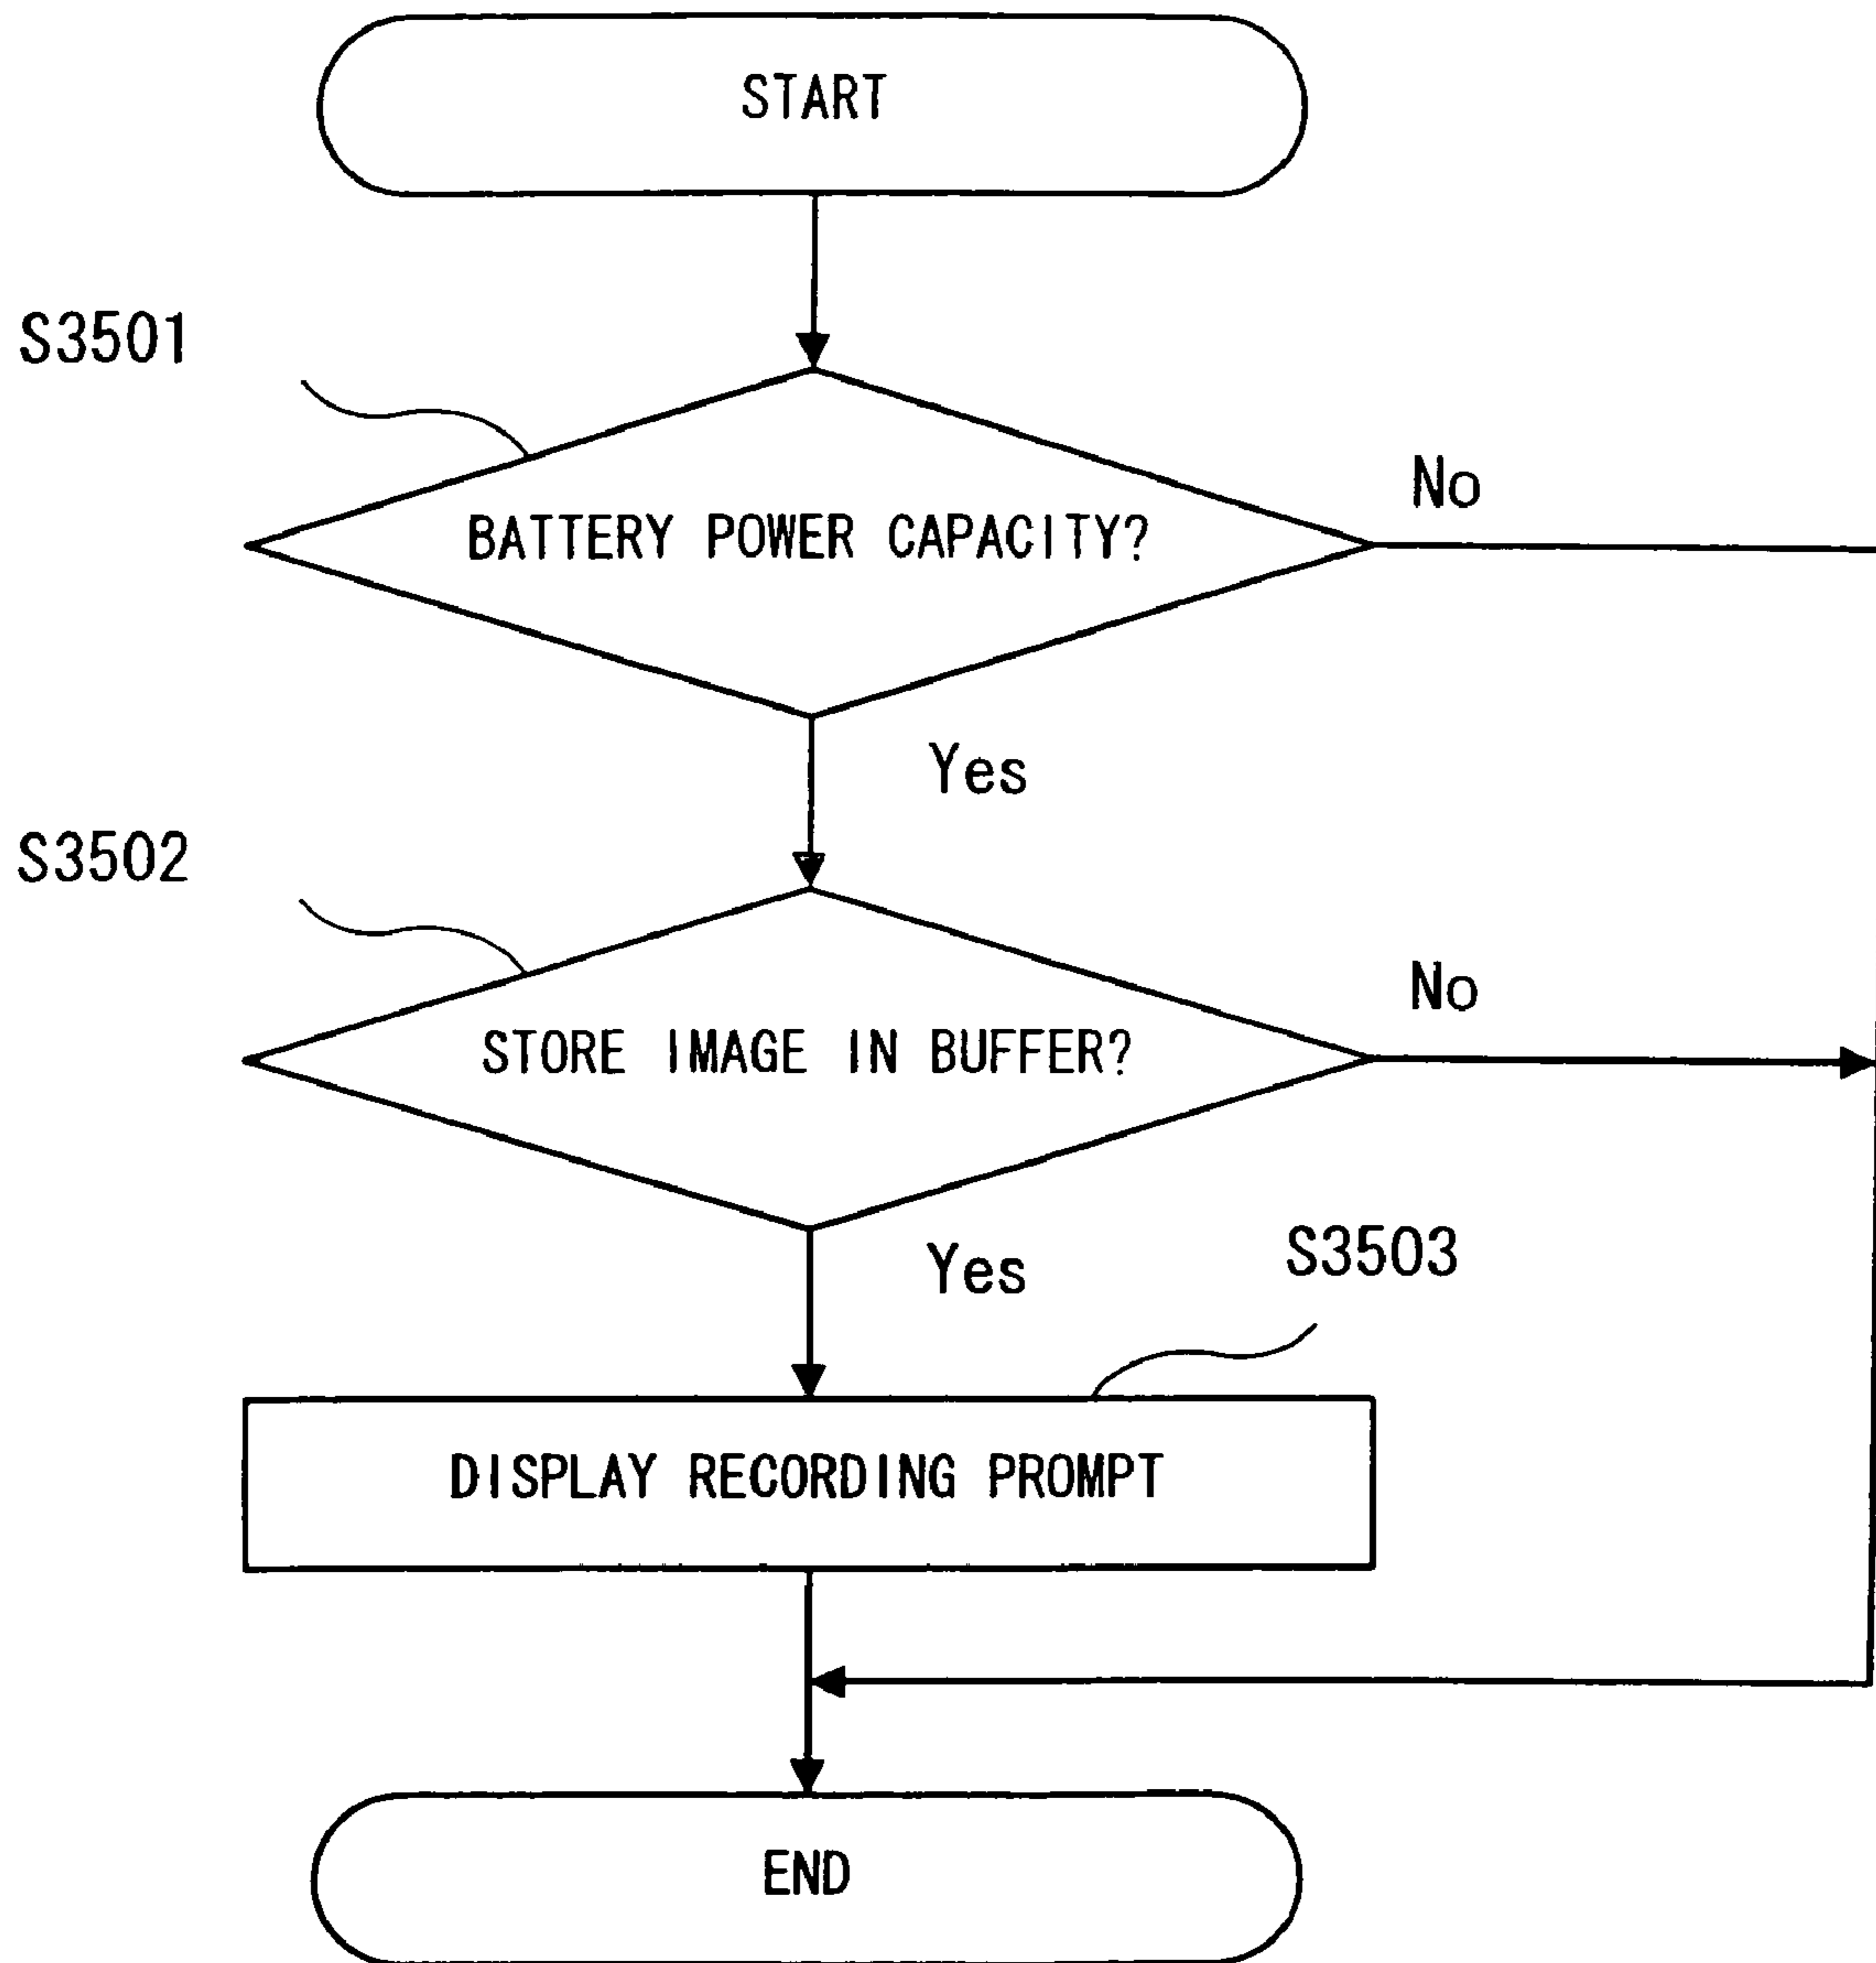 START
S3501
BATTERY POWER CAPACITY?
No
Yes
S3502
STORE IMAGE IN BUFFER?
No
Yes
S3503
DISPLAY RECORDING PROMPT
END